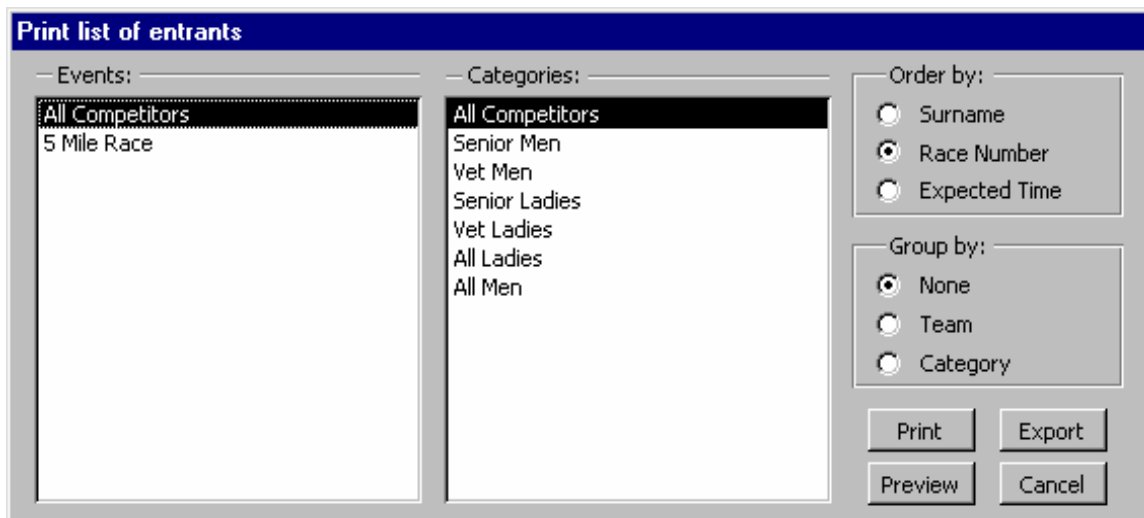 Print list of entrants
Events:
All Competitors
5 Mile Race
Categories:
All Competitors
Senior Men
Vet Men
Senior Ladies
Vet Ladies
All Ladies
All Men
Order by:
Surname
Race Number
Expected Time
Group by:
None
Team
Category
Print
Export
Preview
Cancel